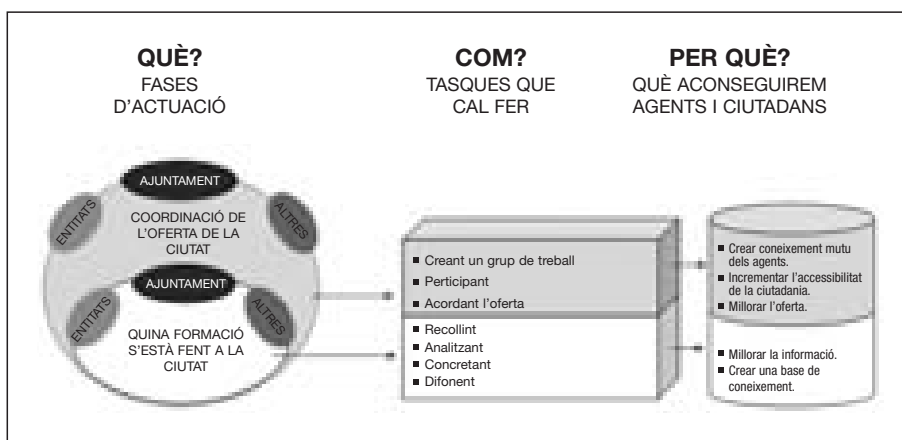 QUÈ?
FASES
D'ACTUACIÓ
COM?
TASQUES QUE
CAL FER
PER QUÈ?
QUÈ ACONSEGUIREM
AGENTS I CIUTADANS
AJUNTAMENT
ENTITATS
ALTRES
COORDINACIÓ DE
L'OFERTA DE LA
CIUTAT
AJUNTAMENT
ENTITATS
ALTRES
QUINA FORMACIÓ
S'ESTÀ FENT A LA
CIUTAT
■ Creant un grup de treball
■ Perticipant
■ Acordant l'oferta
■ Recollint
■ Analitzant
■ Concretant
■ Difonent
■ Crear coneixement mutu
dels agents.
■ Incrementar l'accessibilitat
de la ciutadania.
■ Millorar l'oferta.
■ Millorar la informació.
■ Crear una base de
coneixement.